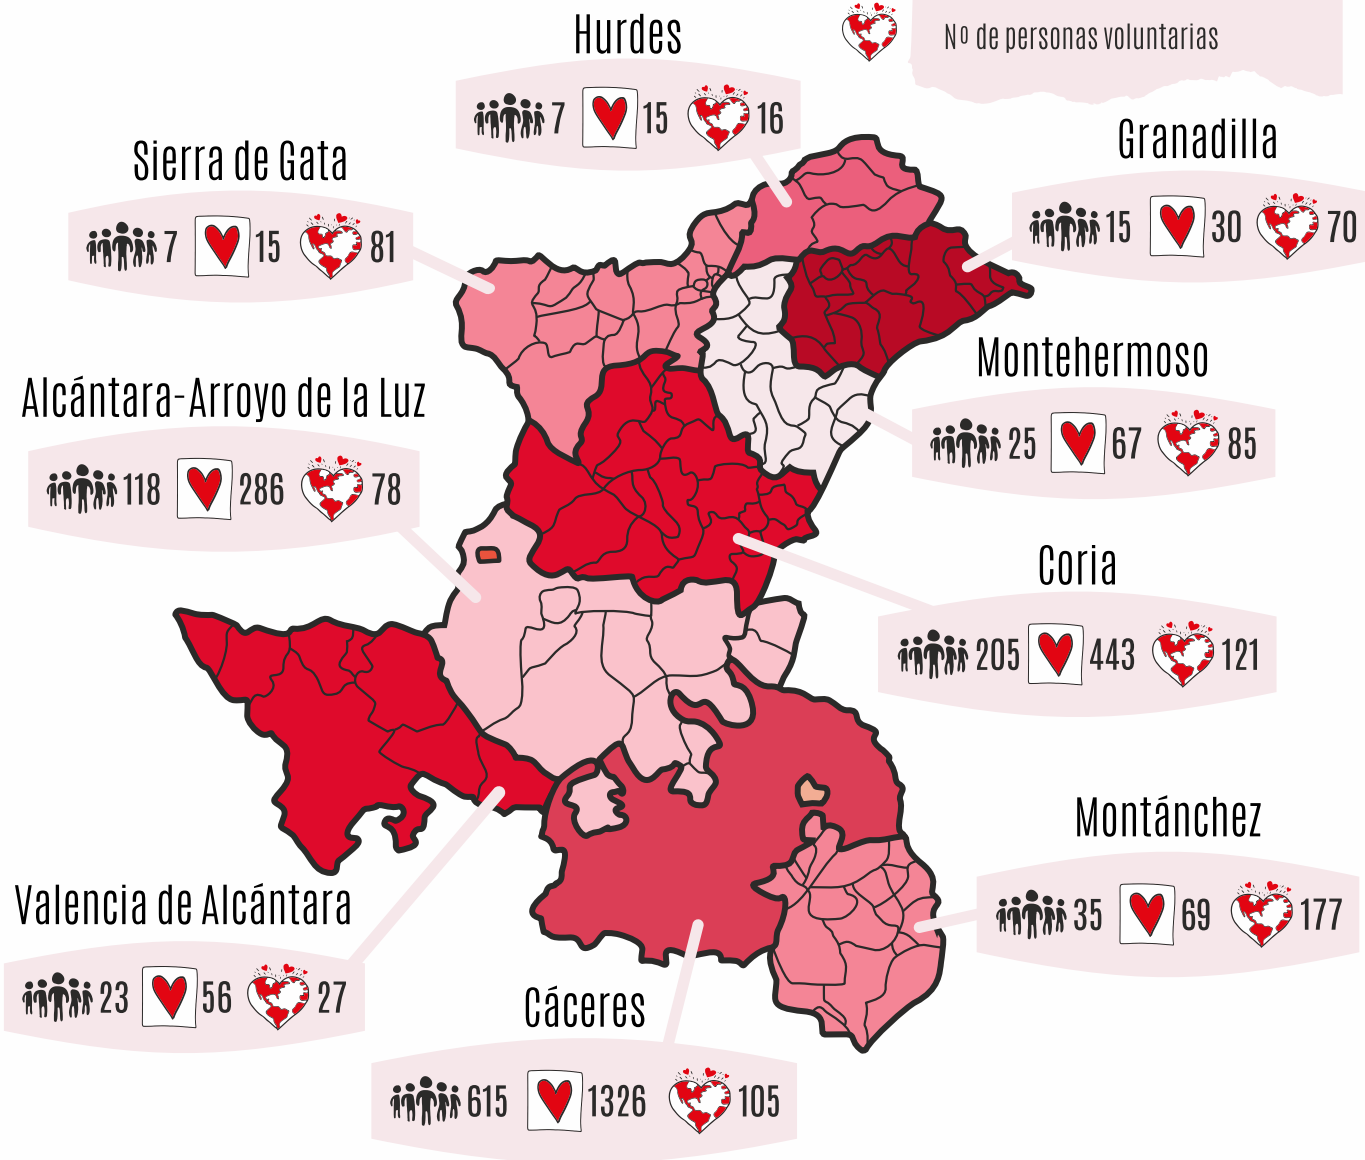 Hurdes
7 15 16
Nº de personas voluntarias
Sierra de Gata
7 15 81
Granadilla
15 30 70
Alcántara-Arroyo de la Luz
118 286 78
Montehermoso
25 67 85
Coria
205 443 121
Montánchez
35 69 177
Valencia de Alcántara
23 56 27
Cáceres
615 1326 105